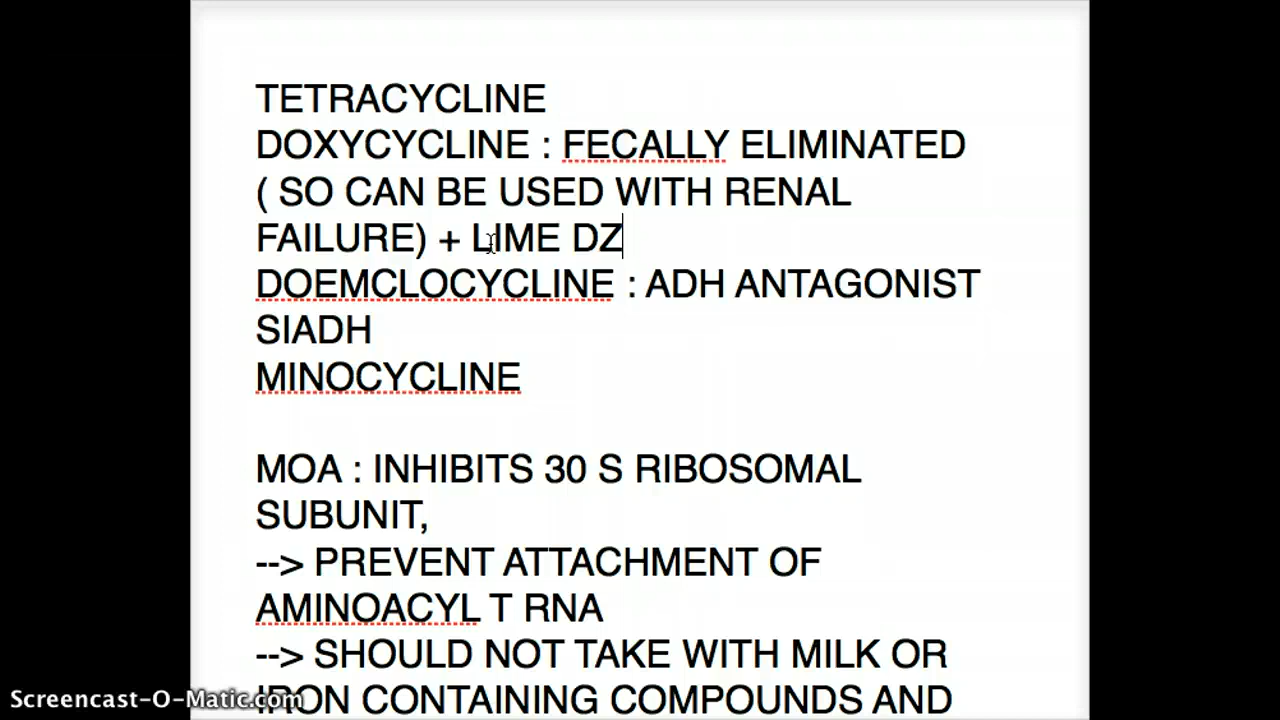 TETRACYCLINE
DOXYCYCLINE : FECALLY ELIMINATED
( SO CAN BE USED WITH RENAL
FAILURE) + LIME DZ
DOEMCLOCYCLINE : ADH ANTAGONIST
SIADH
MINOCYCLINE
MOA : INHIBITS 30 S RIBOSOMAL
SUBUNIT,
--> PREVENT ATTACHMENT OF
AMINOACYL T RNA
--> SHOULD NOT TAKE WITH MILK OR
IRON CONTAINING COMPOUNDS AND
Screencast-O-Matic.com